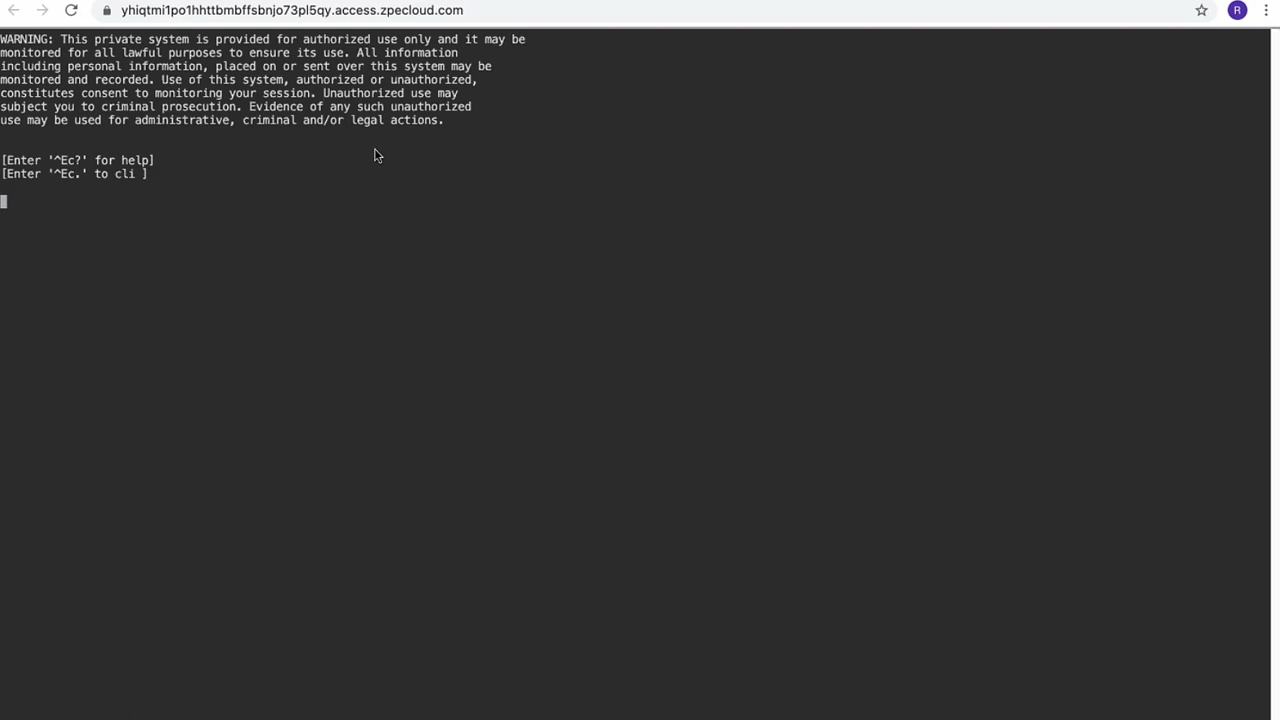 yhiqtmi1po1hhttbmbffsbnjo73pl5qy.access.zpecloud.com
R
WARNING: This private system is provided for authorized use only and it may be
monitored for all lawful purposes to ensure its use. All information
including personal information, placed on or sent over this system may be
monitored and recorded. Use of this system, authorized or unauthorized,
constitutes consent to monitoring your session. Unauthorized use may
subject you to criminal prosecution. Evidence of any such unauthorized
use may be used for administrative, criminal and/or legal actions.
[Enter '^Ec?' for help]
[Enter '^Ec.' to cli ]